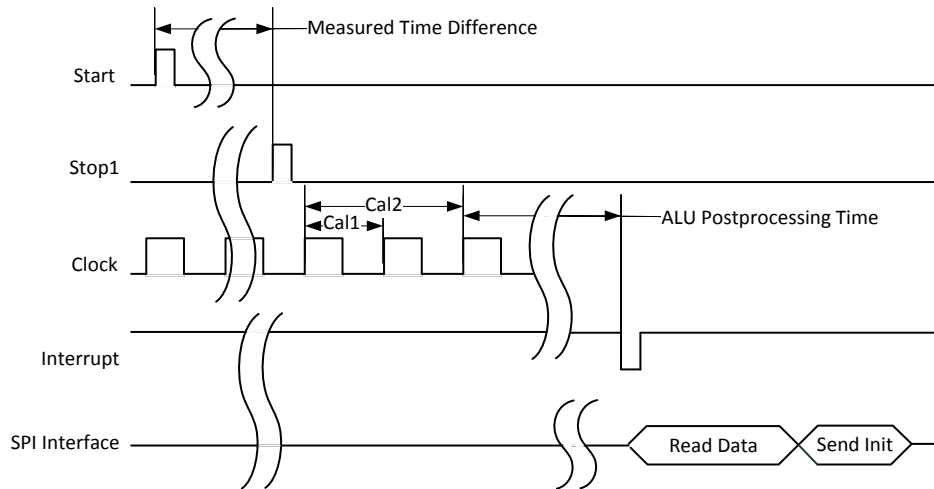 Measured Time Difference
Start
Stop1
Cal2
Cal1
ALU Postprocessing Time
Clock
Interrupt
SPI Interface
Read Data
Send Init